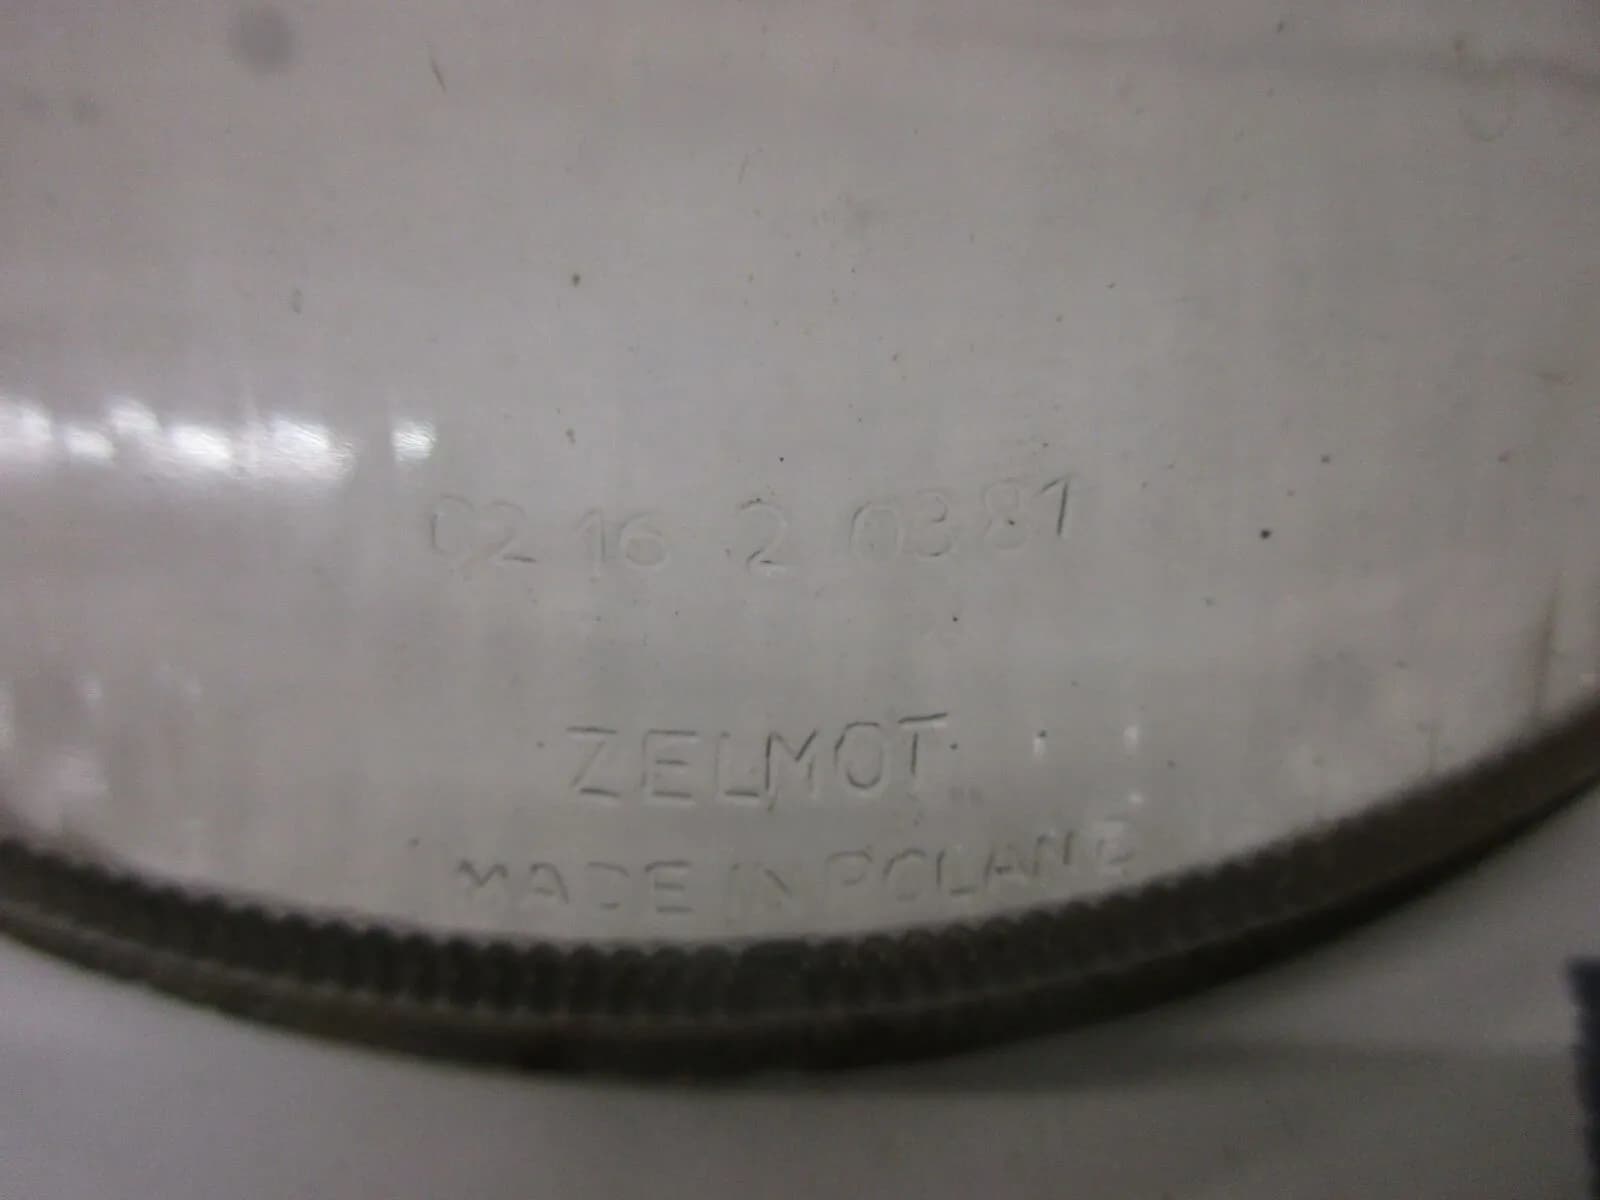 02 16 2 0381
ZELMOT
MADE IN POLAND